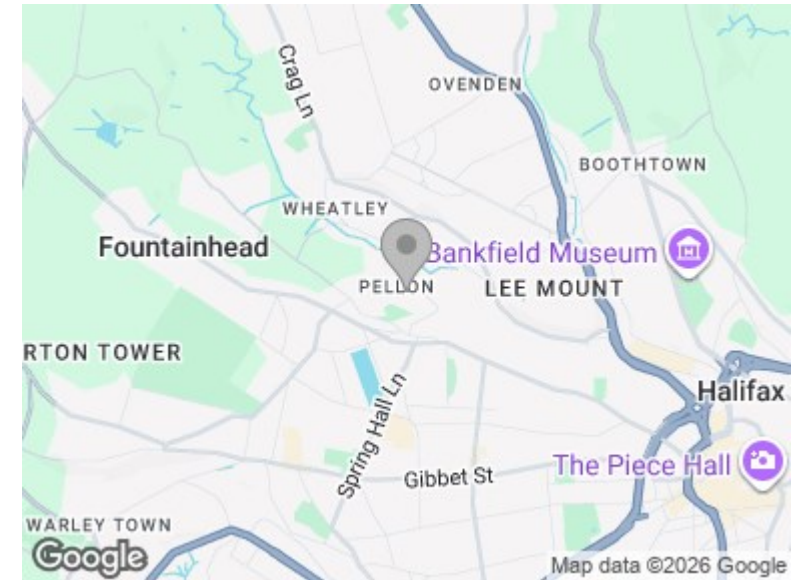 Crag Ln
OVENDEN
BOOTHTOWN
WHEATLEY
Fountainhead
Bankfield Museum
PELLON
LEE MOUNT
RTON TOWER
Halifax
Spring Hall Ln
The Piece Hall
Gibbet St
WARLEY TOWN
Google
Map data ©2026 Google